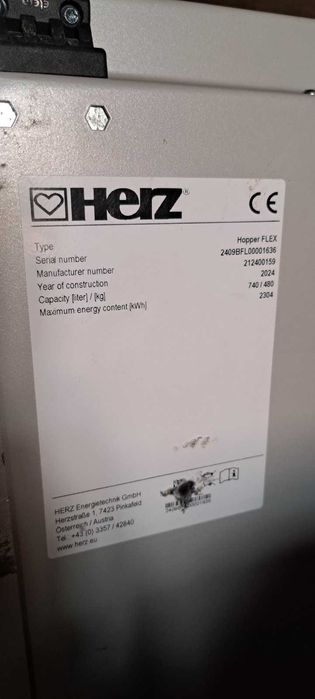 HERZ®
CE
Type Hopper FLEX
Serial number 2409BFL00001636
Manufacturer number 212400159
Year of construction 2024
Capacity [liter] / [kg] 740 / 480
Maximum energy content [kWh] 2304
HERZ Energietechnik GmbH
Herzstraße 1, 7423 Pinkafeld
Österreich / Austria
Tel.: +43 (0) 3357 / 42840
www.herz.eu